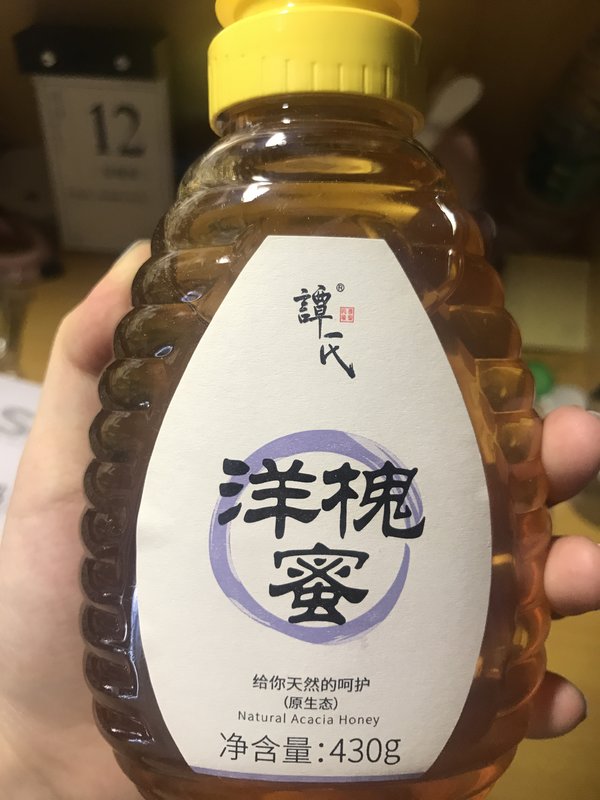 12
譚氏
®
洋槐
蜜
给你天然的呵护
(原生态)
Natural Acacia Honey
净含量:430g